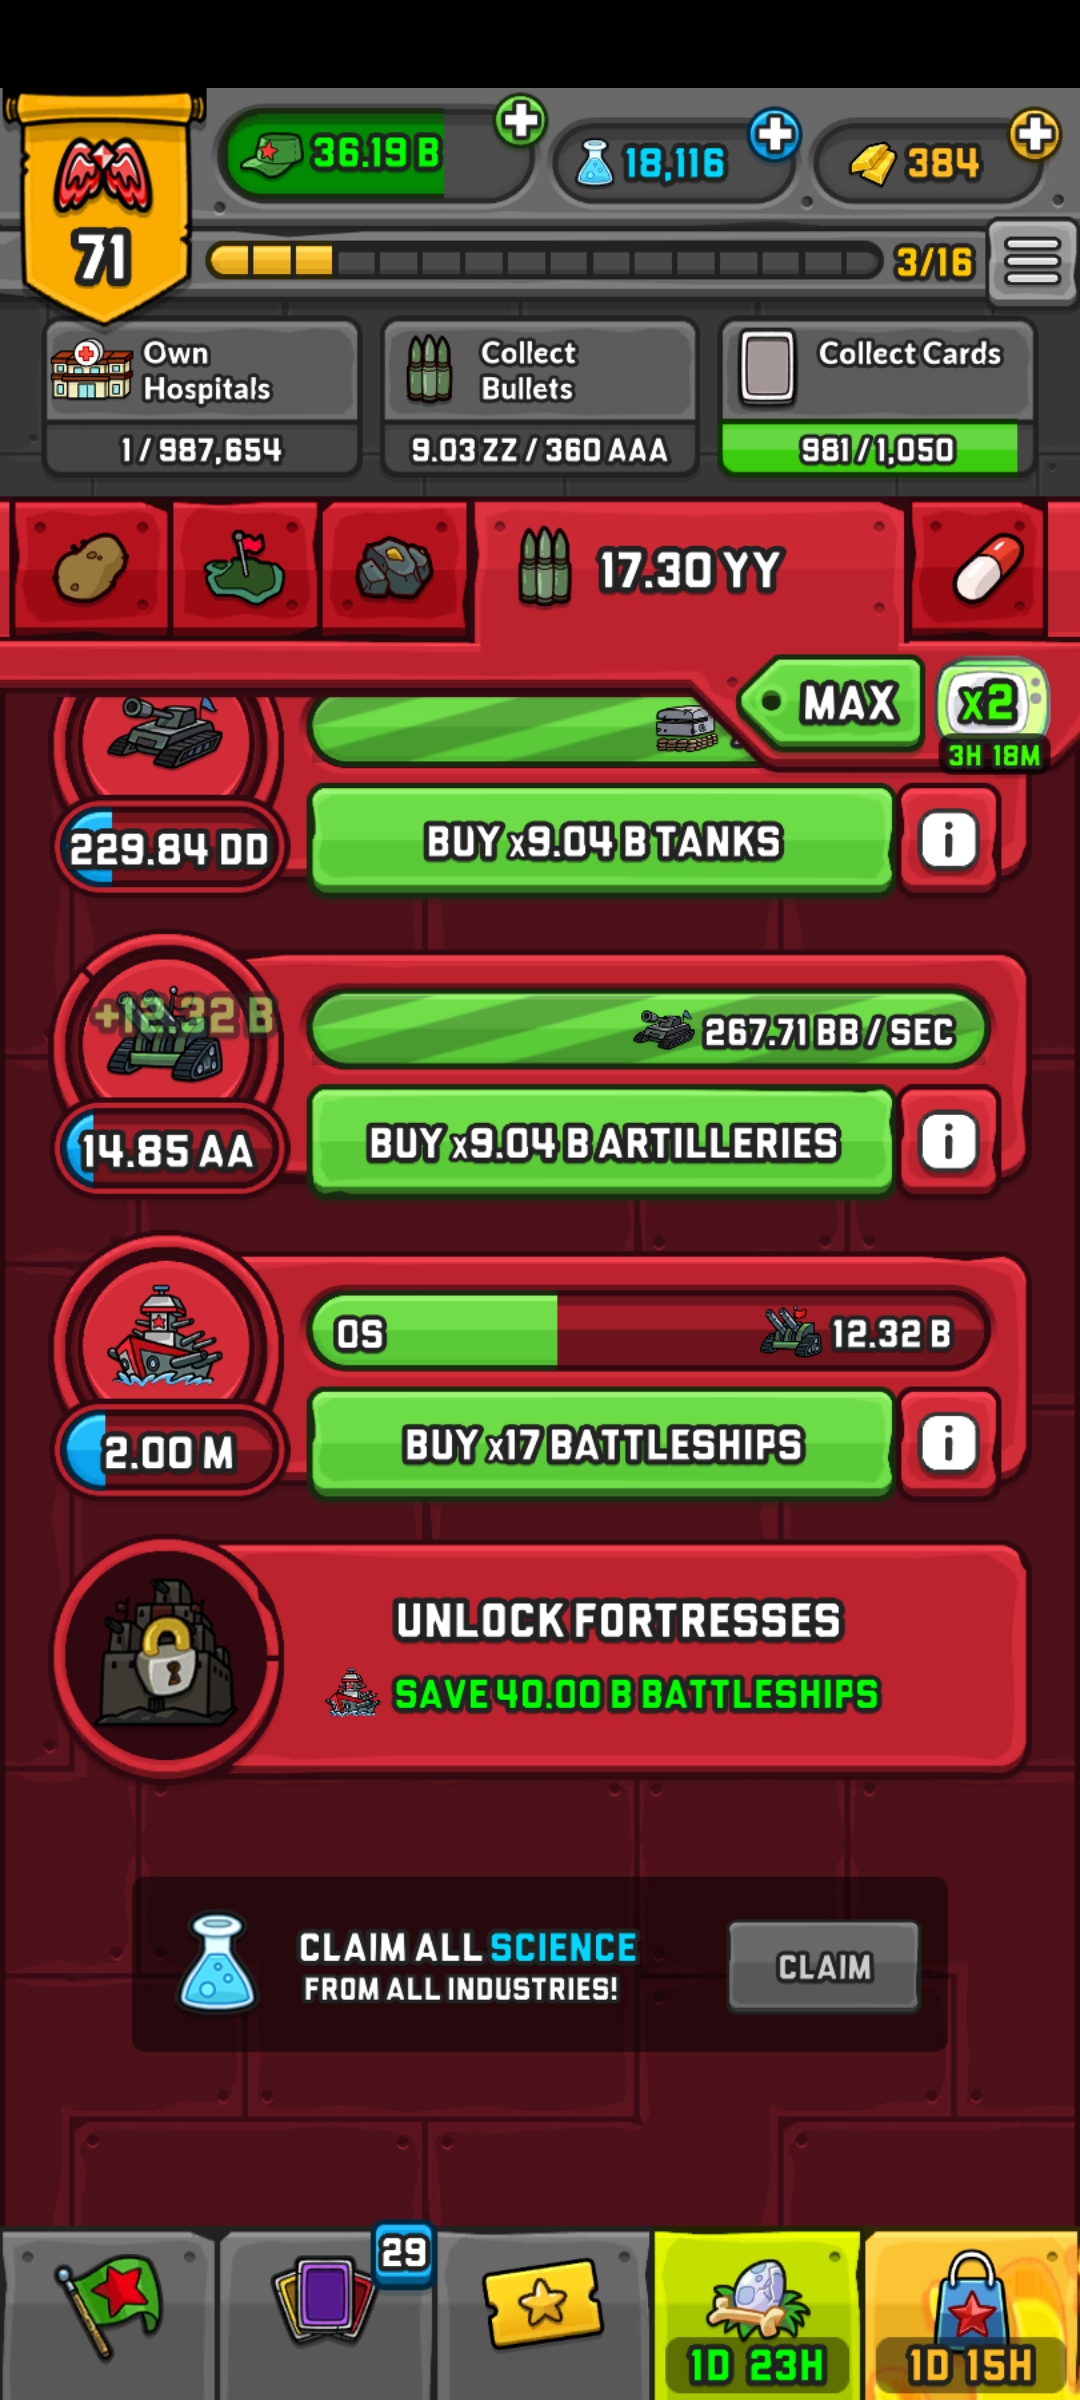 36.19 B
18,116
384
71
3/16
Own
Hospitals
1 / 987,654
Collect
Bullets
9.03 ZZ / 360 AAA
Collect Cards
981 / 1,050
17.30 YY
MAX
x2
3H 18M
229.84 DD
BUY x9.04 B TANKS
i
+12.32 B
267.71 BB / SEC
14.85 AA
BUY x9.04 B ARTILLERIES
i
0S
12.32 B
2.00 M
BUY x17 BATTLESHIPS
i
UNLOCK FORTRESSES
SAVE 40.00 B BATTLESHIPS
CLAIM ALL SCIENCE
FROM ALL INDUSTRIES!
CLAIM
29
1D 23H
1D 15H